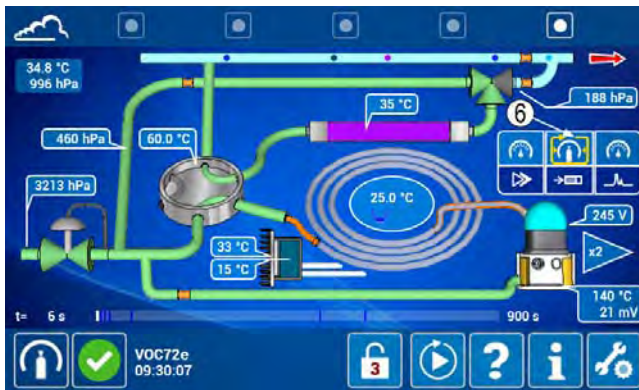 34.8 °C
996 hPa
188 hPa
35 °C
6
460 hPa
60.0 °C
3213 hPa
25.0 °C
245 V
33 °C
15 °C
x2
140 °C
21 mV
t= 6 s
900 s
VOC72e
09:30:07
3
?
i